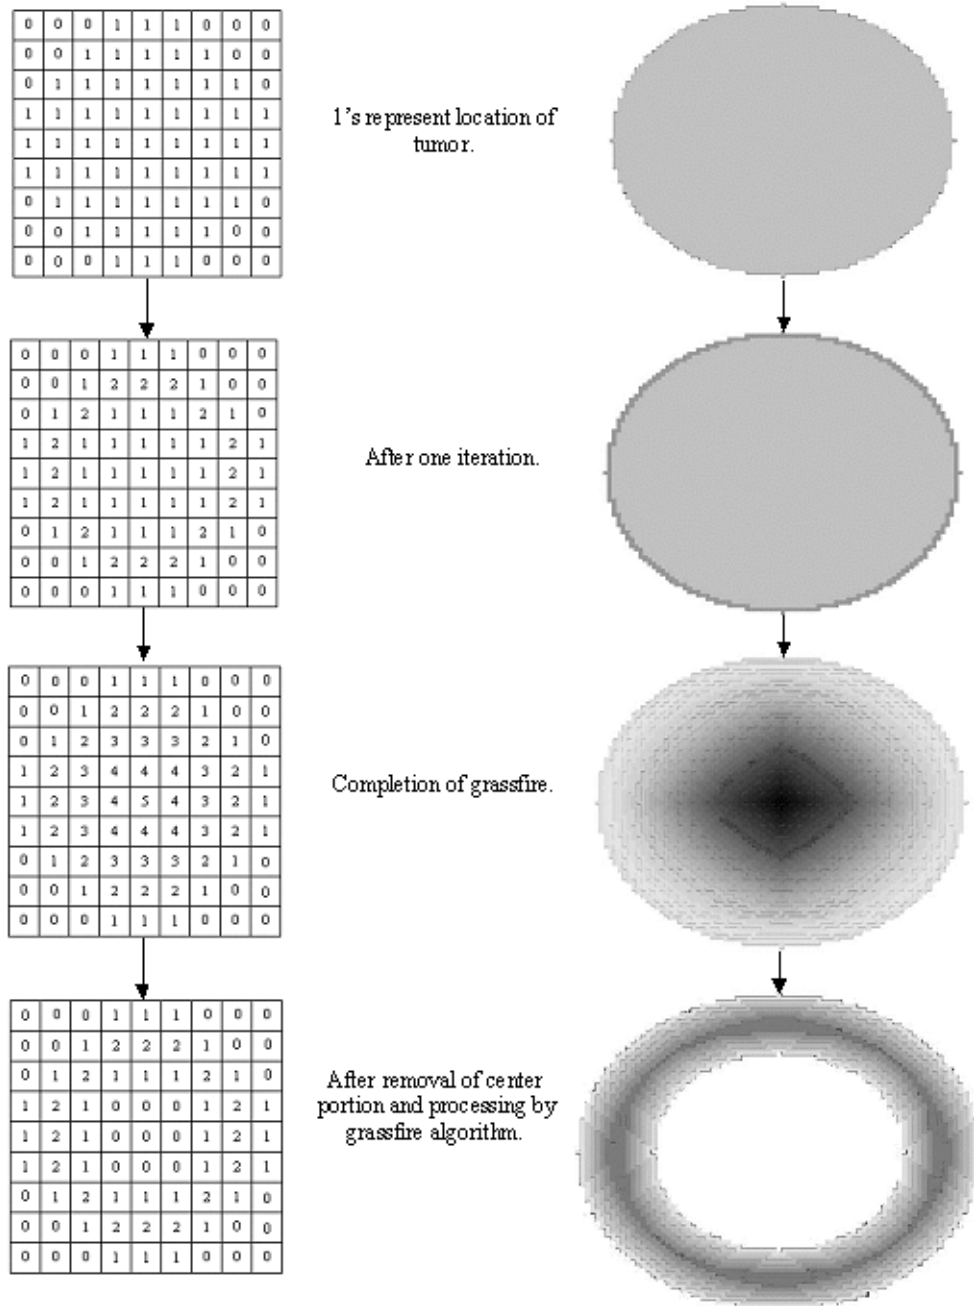 0 0 0 1 1 1 0 0 0
0 0 1 1 1 1 1 0 0
0 1 1 1 1 1 1 1 0
1 1 1 1 1 1 1 1 1
1 1 1 1 1 1 1 1 1
1 1 1 1 1 1 1 1 1
0 1 1 1 1 1 1 1 0
0 0 1 1 1 1 1 0 0
0 0 0 1 1 1 0 0 0
1's represent location of
tumor.
0 0 0 1 1 1 0 0 0
0 0 1 2 2 2 1 0 0
0 1 2 1 1 1 2 1 0
1 2 1 1 1 1 1 2 1
1 2 1 1 1 1 1 2 1
1 2 1 1 1 1 1 2 1
0 1 2 1 1 1 2 1 0
0 0 1 2 2 2 1 0 0
0 0 0 1 1 1 0 0 0
After one iteration.
0 0 0 1 1 1 0 0 0
0 0 1 2 2 2 1 0 0
0 1 2 3 3 3 2 1 0
1 2 3 4 4 4 3 2 1
1 2 3 4 5 4 3 2 1
1 2 3 4 4 4 3 2 1
0 1 2 3 3 3 2 1 0
0 0 1 2 2 2 1 0 0
0 0 0 1 1 1 0 0 0
Completion of grassfire.
0 0 0 1 1 1 0 0 0
0 0 1 2 2 2 1 0 0
0 1 2 1 1 1 2 1 0
1 2 1 0 0 0 1 2 1
1 2 1 0 0 0 1 2 1
1 2 1 0 0 0 1 2 1
0 1 2 1 1 1 2 1 0
0 0 1 2 2 2 1 0 0
0 0 0 1 1 1 0 0 0
After removal of center
portion and processing by
grassfire algorithm.